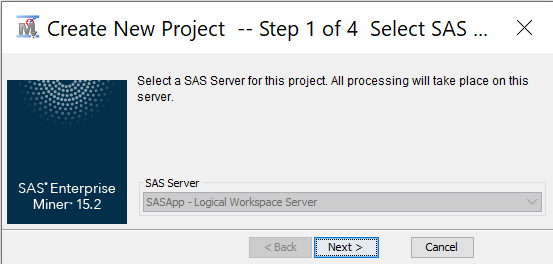 Create New Project -- Step 1 of 4 Select SAS ...
Select a SAS Server for this project. All processing will take place on this
server.
SAS® Enterprise
Miner™ 15.2
SAS Server
SASApp - Logical Workspace Server
< Back Next > Cancel